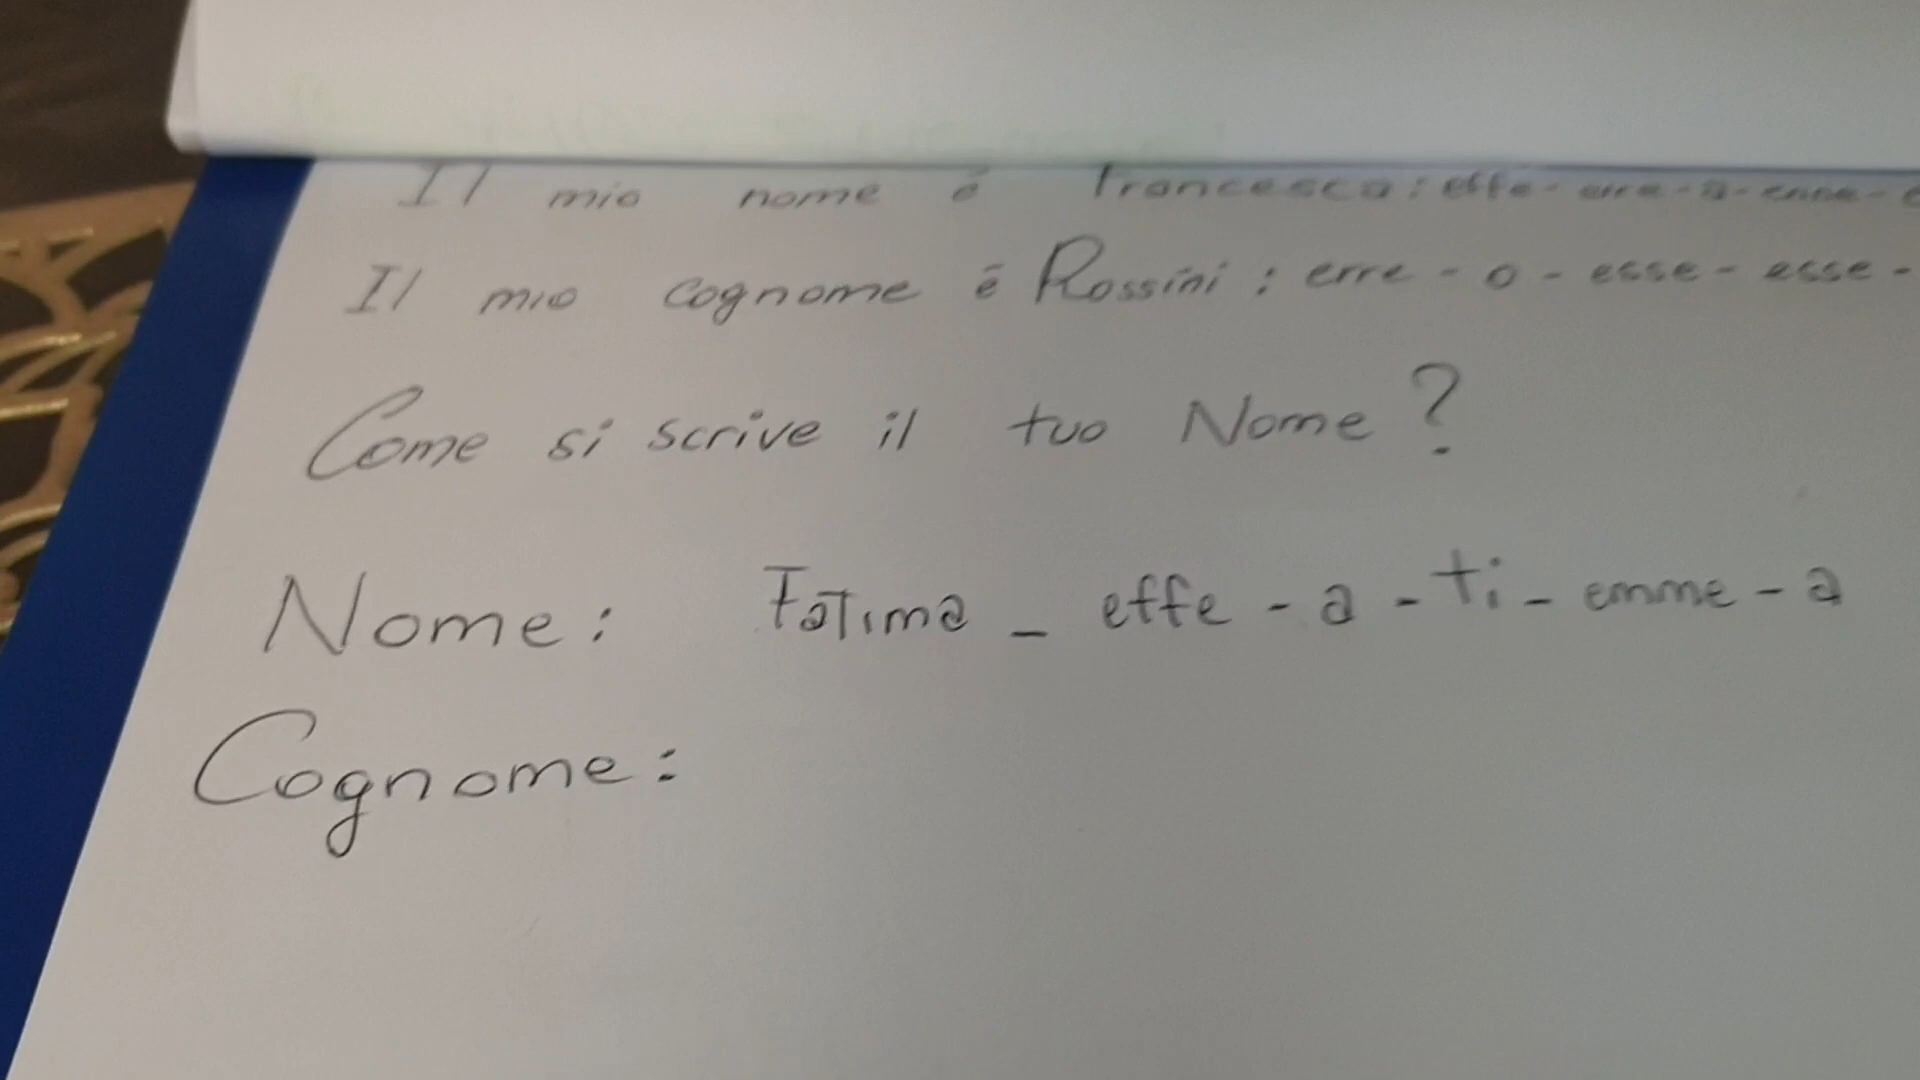 Il mio nome é Francesca: effe- erre-a-enne-
Il mio cognome é Rossini : erre - o - esse - esse -
Come si scrive il tuo Nome ?
Nome: Fatima _ effe - a - ti - emme - a
Cognome: